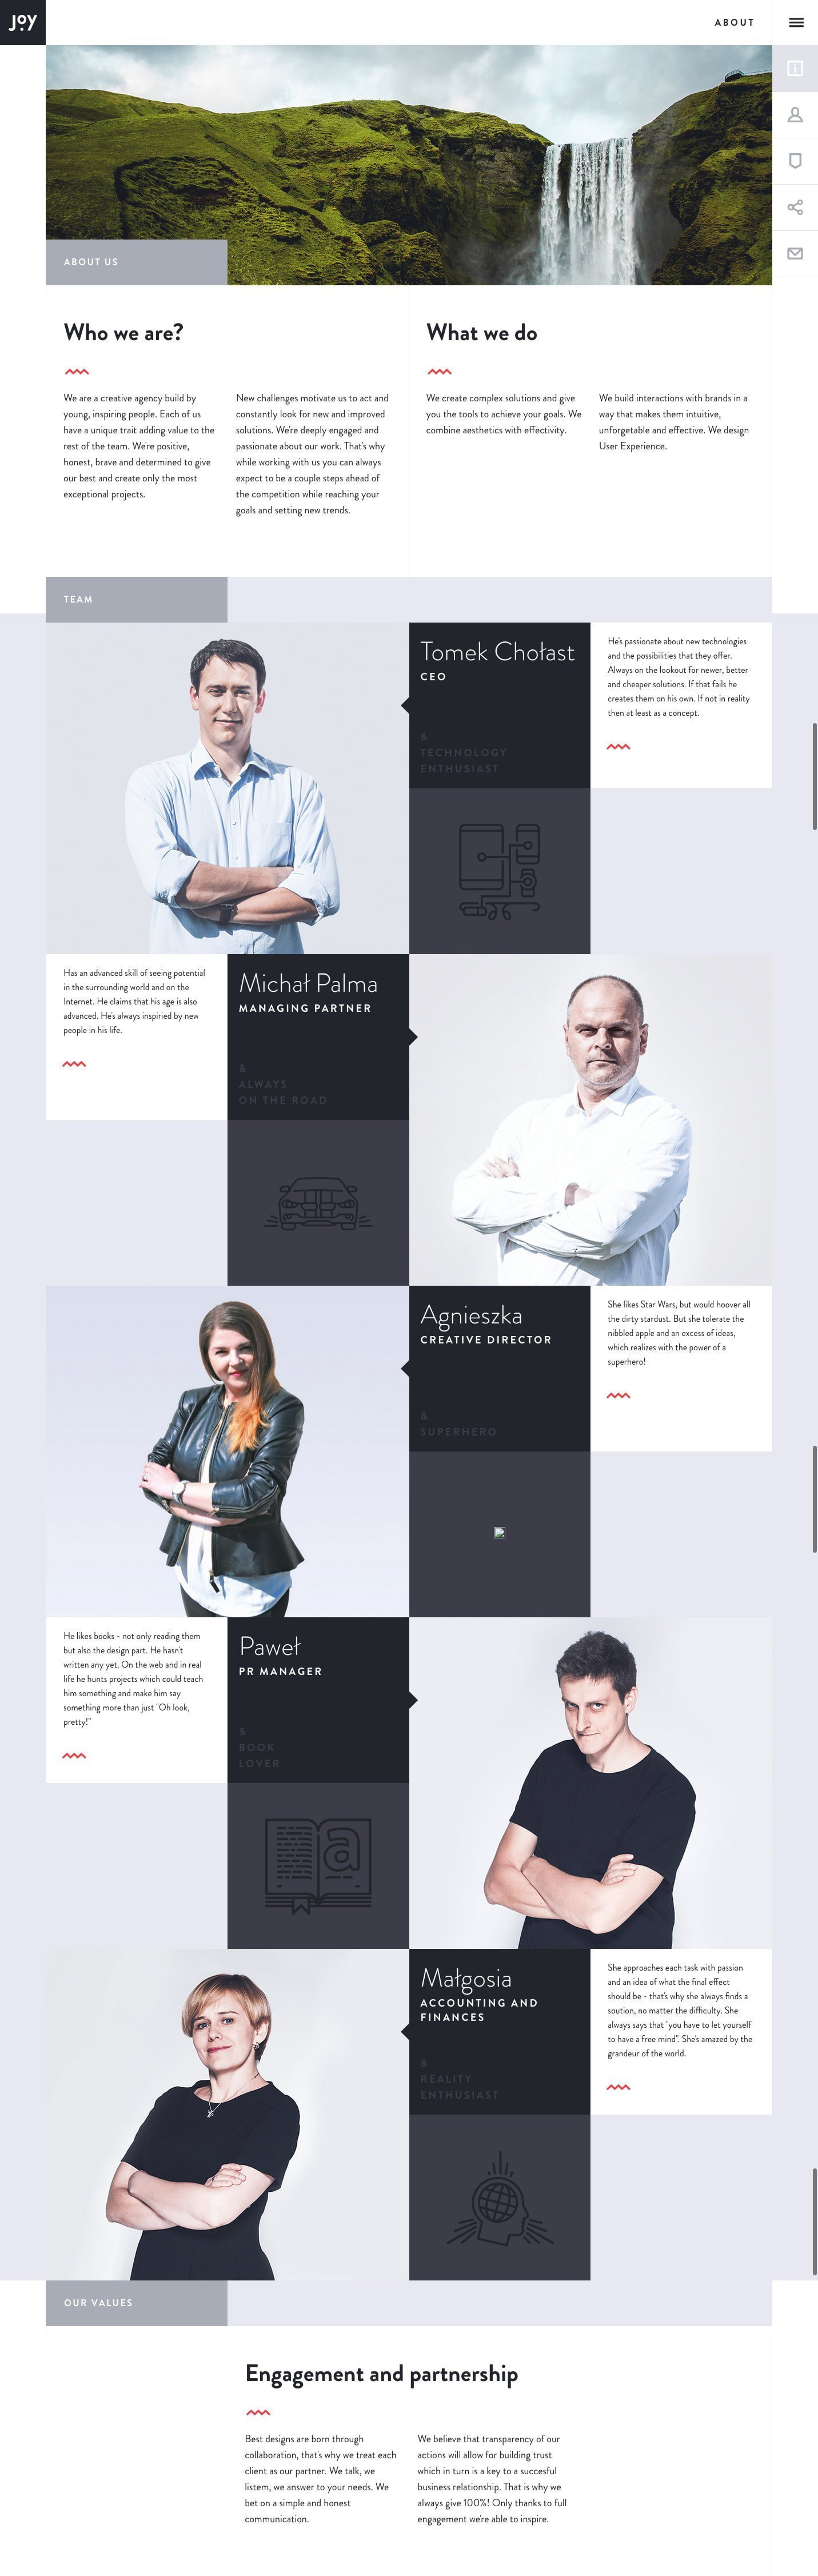 joy
ABOUT
ABOUT US
Who we are?
We are a creative agency build by
young, inspiring people. Each of us
have a unique trait adding value to the
rest of the team. We're positive,
honest, brave and determined to give
our best and create only the most
exceptional projects.
New challenges motivate us to act and
constantly look for new and improved
solutions. We're deeply engaged and
passionate about our work. That's why
while working with us you can always
expect to be a couple steps ahead of
the competition while reaching your
goals and setting new trends.
What we do
We create complex solutions and give
you the tools to achieve your goals. We
combine aesthetics with effectivity.
We build interactions with brands in a
way that makes them intuitive,
unforgetable and effective. We design
User Experience.
TEAM
Tomek Chołast
CEO
&
TECHNOLOGY
ENTHUSIAST
He's passionate about new technologies
and the possibilities that they offer.
Always on the lookout for newer, better
and cheaper solutions. If that fails he
creates them on his own. If not in reality
then at least as a concept.
Has an advanced skill of seeing potential
in the surrounding world and on the
Internet. He claims that his age is also
advanced. He's always inspiried by new
people in his life.
Michał Palma
MANAGING PARTNER
&
ALWAYS
ON THE ROAD
Agnieszka
CREATIVE DIRECTOR
&
SUPERHERO
She likes Star Wars, but would hoover all
the dirty stardust. But she tolerate the
nibbled apple and an excess of ideas,
which realizes with the power of a
superhero!
He likes books - not only reading them
but also the design part. He hasn't
written any yet. On the web and in real
life he hunts projects which could teach
him something and make him say
something more than just "Oh look,
pretty!"
Paweł
PR MANAGER
&
BOOK
LOVER
a
Małgosia
ACCOUNTING AND
FINANCES
&
REALITY
ENTHUSIAST
She approaches each task with passion
and an idea of what the final effect
should be - that's why she always finds a
soution, no matter the difficulty. She
always says that "you have to let yourself
to have a free mind". She's amazed by the
grandeur of the world.
OUR VALUES
Engagement and partnership
Best designs are born through
collaboration, that's why we treat each
client as our partner. We talk, we
listem, we answer to your needs. We
bet on a simple and honest
communication.
We believe that transparency of our
actions will allow for building trust
which in turn is a key to a succesful
business relationship. That is why we
always give 100%! Only thanks to full
engagement we're able to inspire.